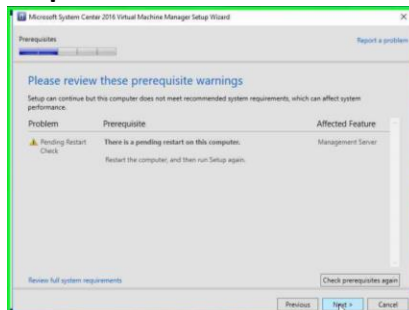 Microsoft System Center 2016 Virtual Machine Manager Setup Wizard
Prerequisites
Report a problem
Please review these prerequisite warnings
Setup can continue but this computer does not meet recommended system requirements, which can affect system
performance.
Problem Prerequisite Affected Feature
Pending Restart There is a pending restart on this computer. Management Server
Check
Restart the computer, and then run Setup again.
Review full system requirements Check prerequisites again
Previous Next > Cancel